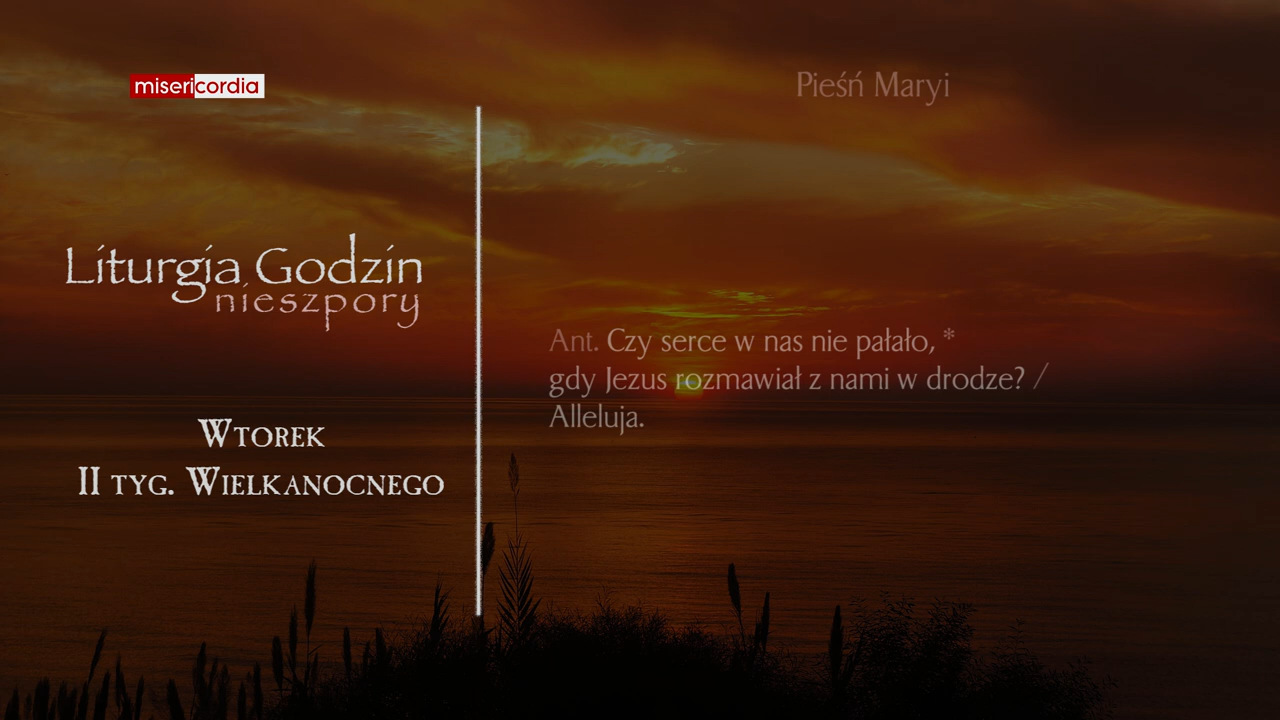 misericordia
Liturgia Godzin
nieszpory
Wtorek
II tyg. Wielkanocnego
Pieśń Maryi
Ant. Czy serce w nas nie pałało, *
gdy Jezus rozmawiał z nami w drodze? /
Alleluja.